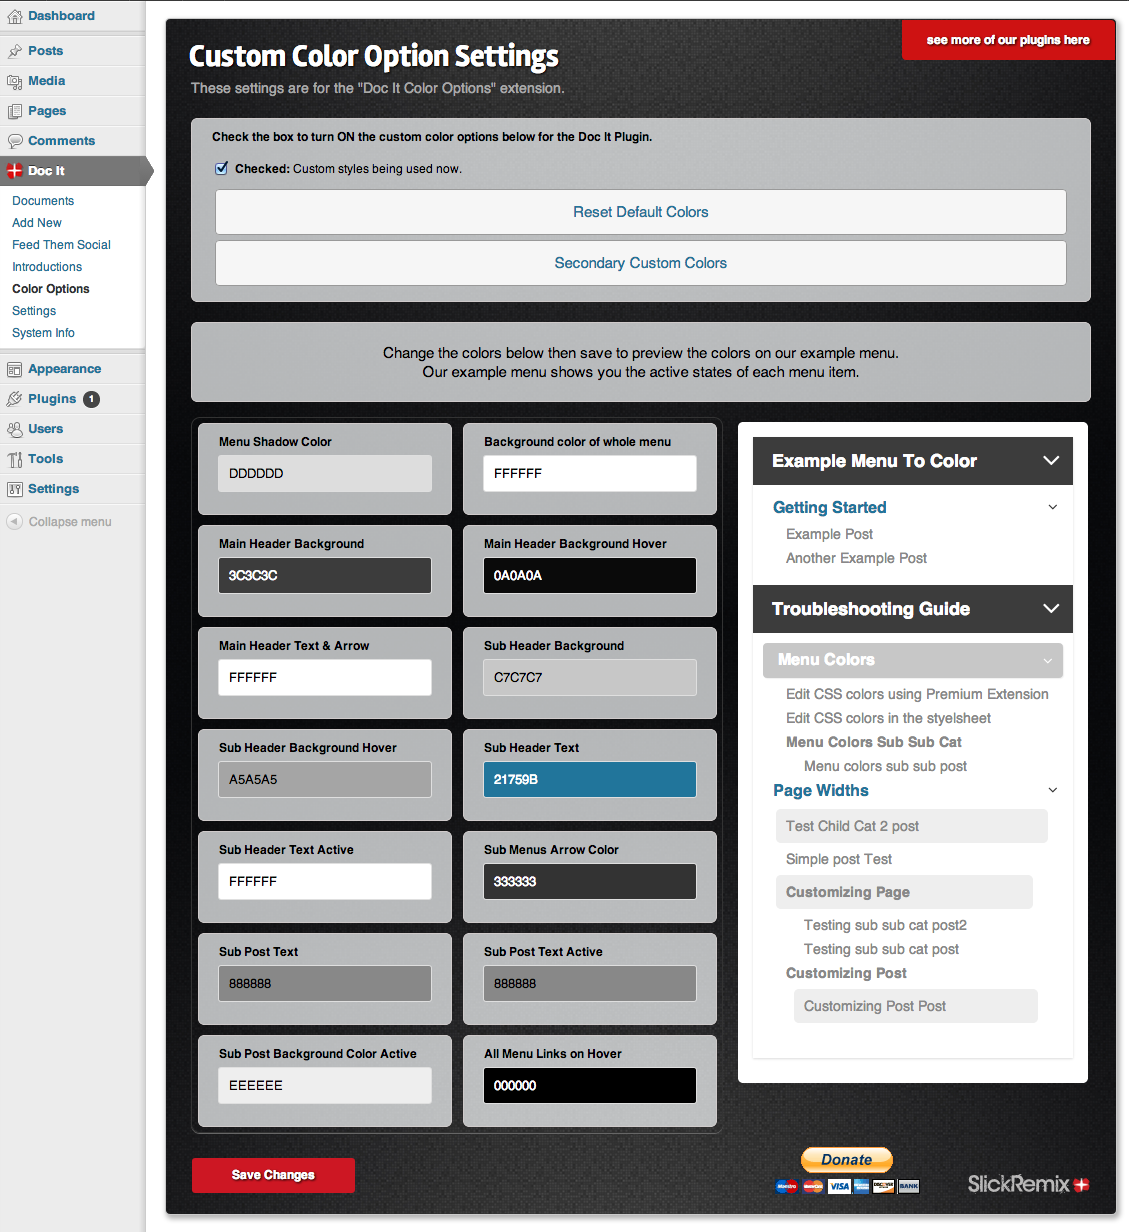 Dashboard
Posts
Media
Pages
Comments
Doc It
Documents
Add New
Feed Them Social
Introductions
Color Options
Settings
System Info
Appearance
Plugins 1
Users
Tools
Settings
Collapse menu
see more of our plugins here
Custom Color Option Settings
These settings are for the "Doc It Color Options" extension.
Check the box to turn ON the custom color options below for the Doc It Plugin.
Checked: Custom styles being used now.
Reset Default Colors
Secondary Custom Colors
Change the colors below then save to preview the colors on our example menu.
Our example menu shows you the active states of each menu item.
Menu Shadow Color
DDDDDD
Background color of whole menu
FFFFFF
Main Header Background
3C3C3C
Main Header Background Hover
0A0A0A
Main Header Text & Arrow
FFFFFF
Sub Header Background
C7C7C7
Sub Header Background Hover
A5A5A5
Sub Header Text
21759B
Sub Header Text Active
FFFFFF
Sub Menus Arrow Color
333333
Sub Post Text
888888
Sub Post Text Active
888888
Sub Post Background Color Active
EEEEEE
All Menu Links on Hover
000000
Example Menu To Color
Getting Started
Example Post
Another Example Post
Troubleshooting Guide
Menu Colors
Edit CSS colors using Premium Extension
Edit CSS colors in the styelsheet
Menu Colors Sub Sub Cat
Menu colors sub sub post
Page Widths
Test Child Cat 2 post
Simple post Test
Customizing Page
Testing sub sub cat post2
Testing sub sub cat post
Customizing Post
Customizing Post Post
Save Changes
Donate
Maestro MasterCard VISA DISCOVER BANK
SlickRemix